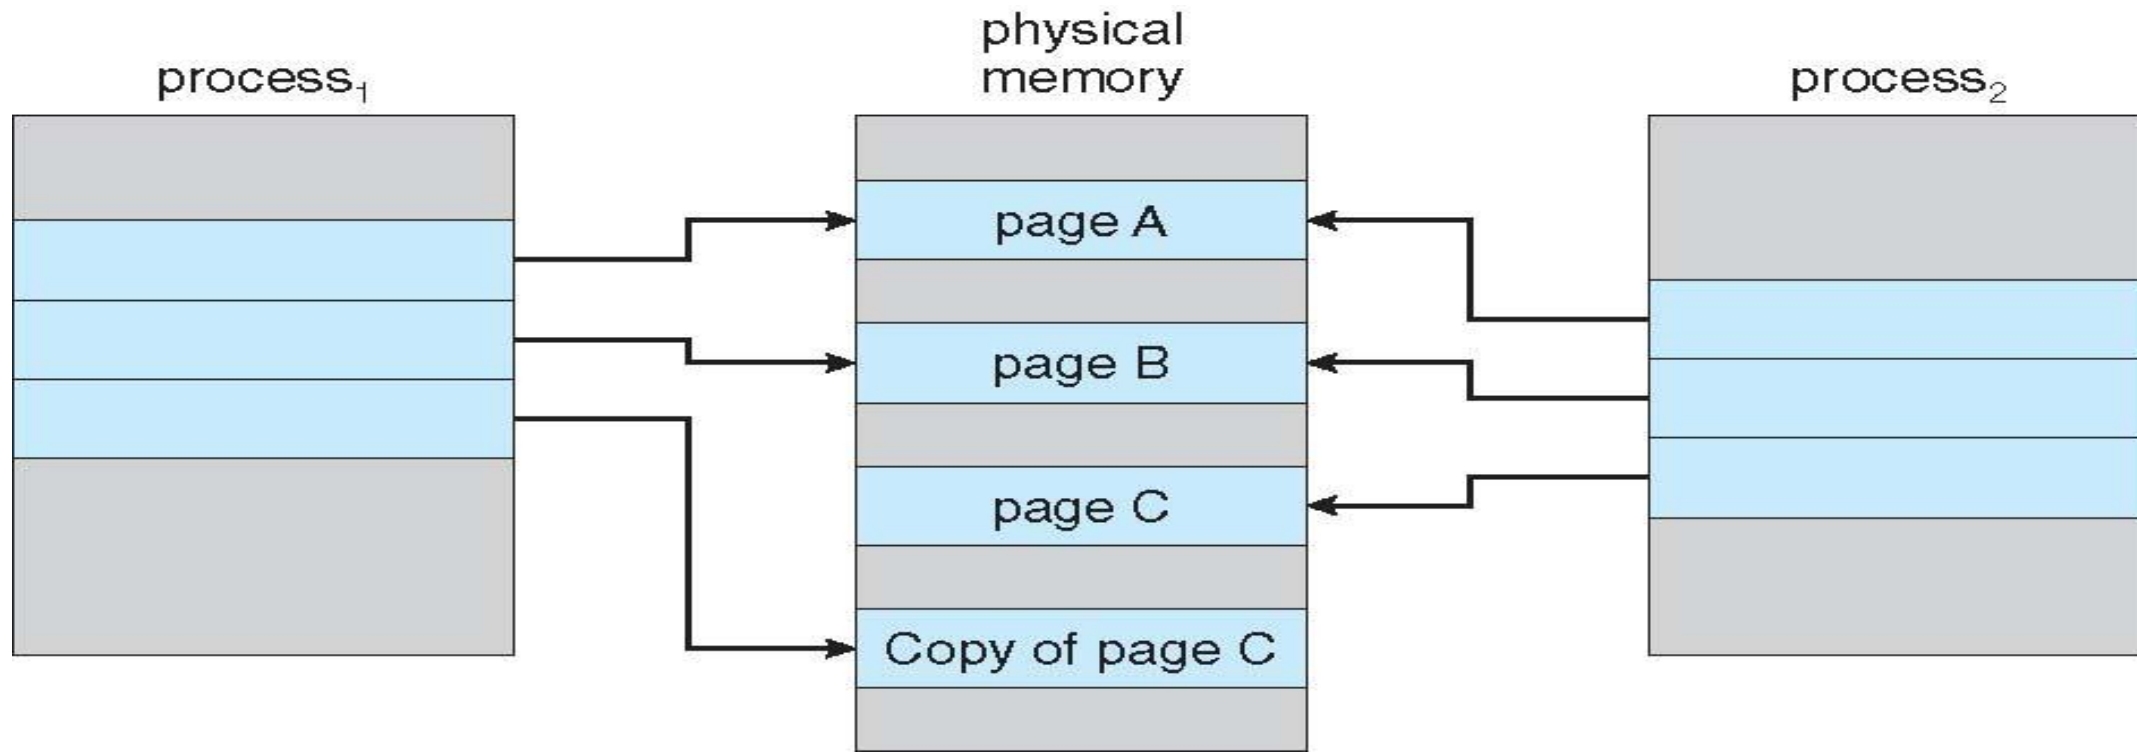 process₁
physical
memory
process₂
page A
page B
page C
Copy of page C